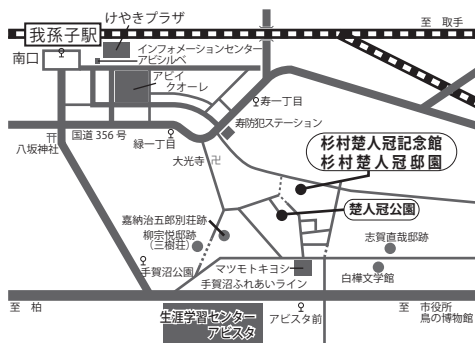 けやきプラザ
至 取手
我孫子駅
インフォメーションセンター
アビシルベ
南口
アビイ
クオーレ
寿一丁目
国道356号
緑一丁目
寿防犯ステーション
八坂神社
大光寺 卍
杉村楚人冠記念館
杉村楚人冠邸園
楚人冠公園
嘉納治五郎別荘跡
柳宗悦邸跡
(三樹荘)
志賀直哉邸跡
手賀沼公園
マツモトキヨシ
白樺文学館
手賀沼ふれあいライン
至 柏
生涯学習センター
アビスタ
アビスタ前
至 市役所
鳥の博物館